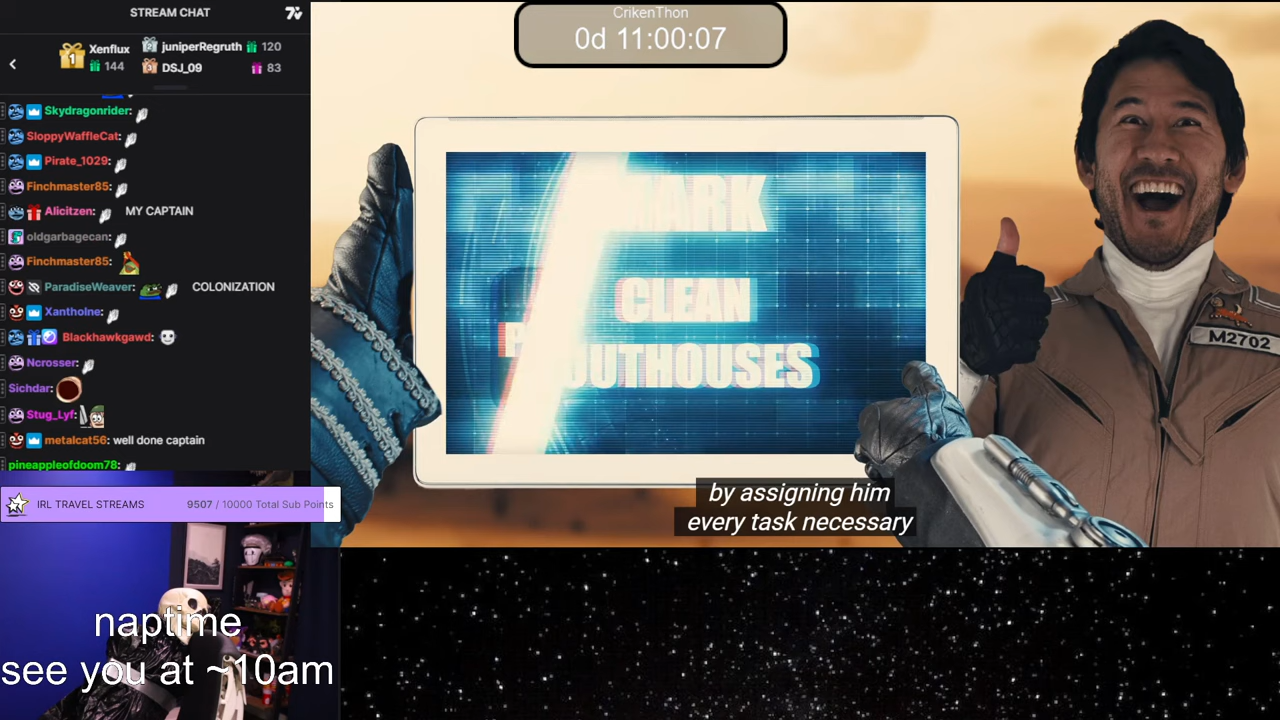 STREAM CHAT
Xenflux
144
juniperRegruth 120
DSJ_09 83
Skydragonrider:
SloppyWaffleCat:
Pirate_1029:
Finchmaster85:
Alicitzen: MY CAPTAIN
oldgarbagecan:
Finchmaster85:
ParadiseWeaver: COLONIZATION
Xantholne:
Blackhawkgawd:
Ncrosser:
Sichdar:
Stug_Lyf:
metalcat56: well done captain
pineappleofdoom78:
IRL TRAVEL STREAMS 9507 / 10000 Total Sub Points
naptime
see you at ~10am
CrikenThon
0d 11:00:07
MARK
CLEAN
OUTHOUSES
M2702
by assigning him
every task necessary